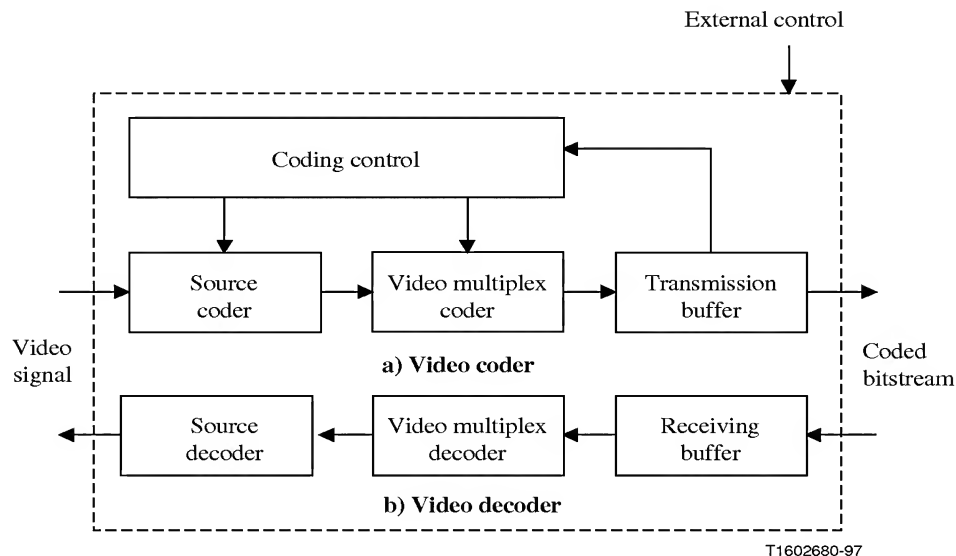 External control
Coding control
Source
coder
Video multiplex
coder
Transmission
buffer
Video
signal
a) Video coder
Coded
bitstream
Source
decoder
Video multiplex
decoder
Receiving
buffer
b) Video decoder
T1602680-97